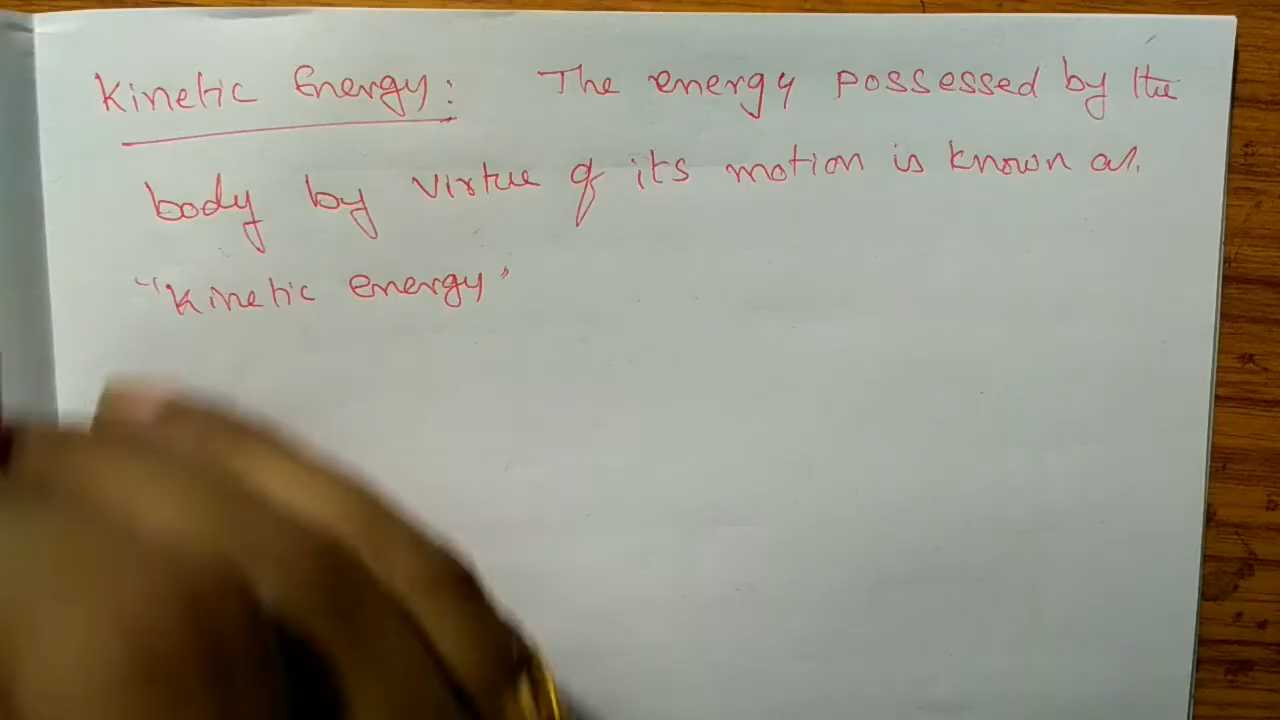 Kinetic Energy: The energy possessed by the
body by virtue of its motion is known as.
"Kinetic energy"